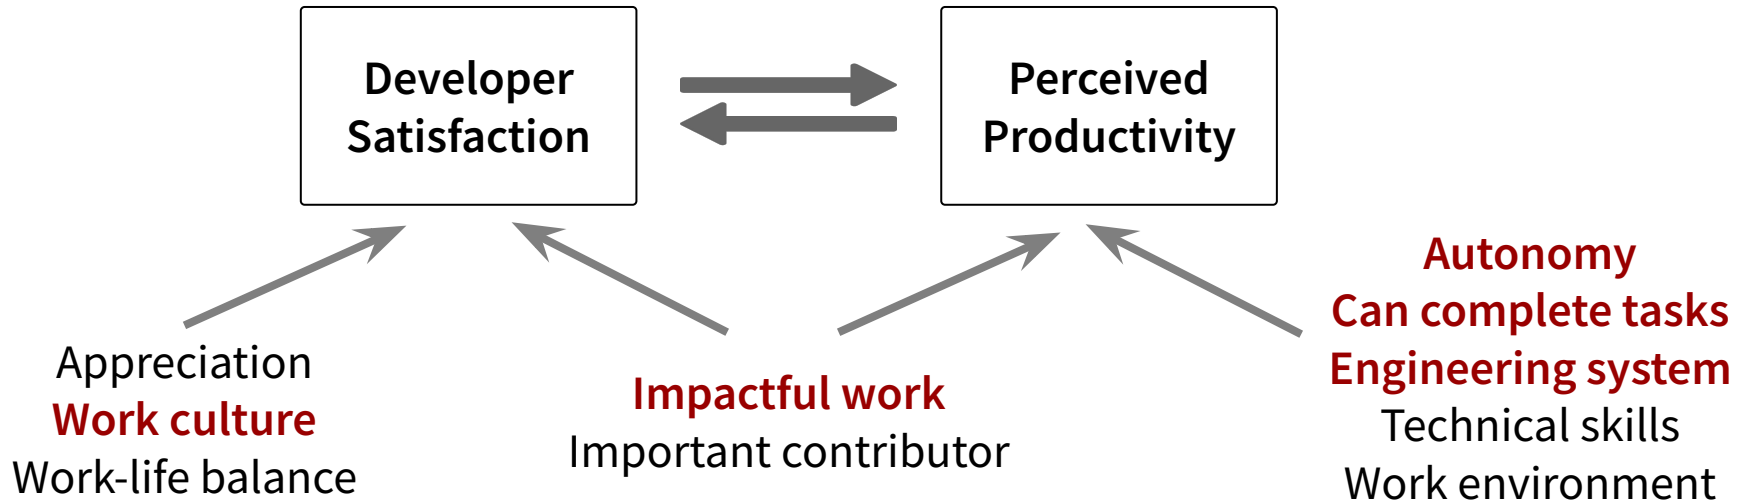 Developer
Satisfaction
Perceived
Productivity
Appreciation
Work culture
Work-life balance
Impactful work
Important contributor
Autonomy
Can complete tasks
Engineering system
Technical skills
Work environment